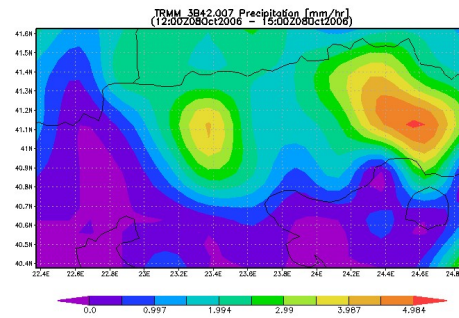 TRMM_3B42.007 Precipitation [mm/hr]
(12:00Z08Oct2006 - 15:00Z08Oct2006)
41.6N
41.5N
41.4N
41.3N
41.2N
41.1N
41N
40.9N
40.8N
40.7N
40.6N
40.5N
40.4N
22.4E 22.6E 22.8E 23E 23.2E 23.4E 23.6E 23.8E 24E 24.2E 24.4E 24.6E 24.8
0.0 0.997 1.994 2.99 3.987 4.984